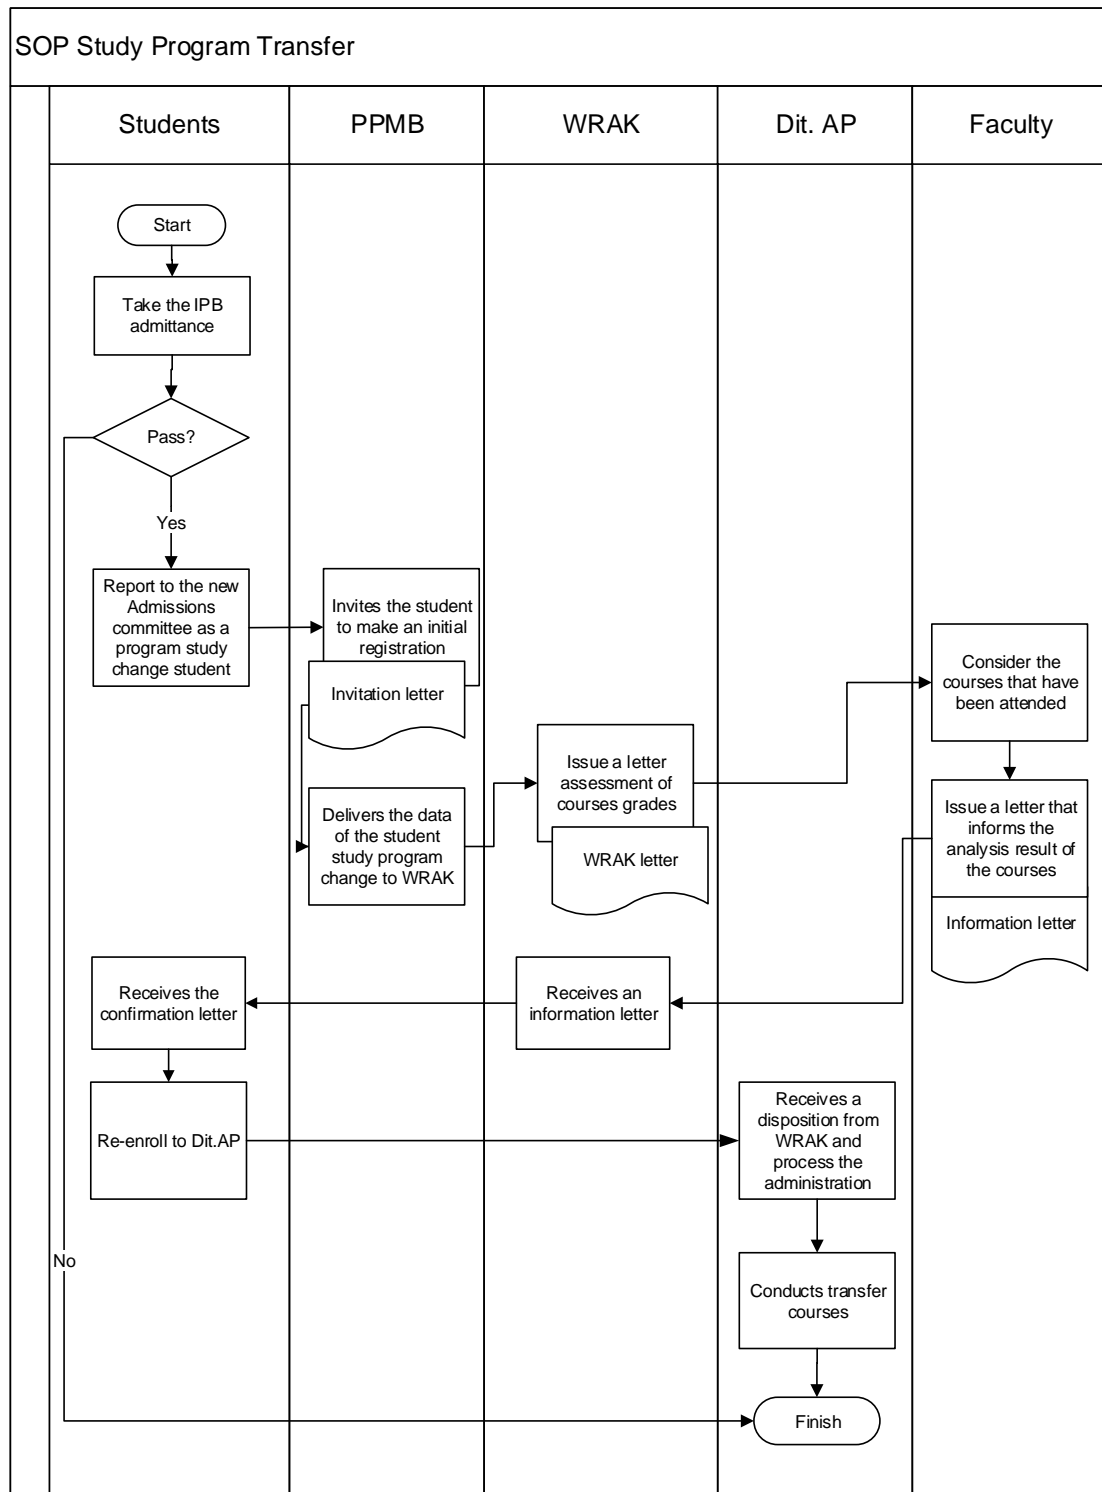 SOP Study Program Transfer
Students
PPMB
WRAK
Dit. AP
Faculty
Start
Take the IPB
admittance
Pass?
Yes
Report to the new
Admissions
committee as a
program study
change student
Invites the student
to make an initial
registration
Invitation letter
Delivers the data
of the student
study program
change to WRAK
Issue a letter
assessment of
courses grades
WRAK letter
Consider the
courses that have
been attended
Issue a letter that
informs the
analysis result of
the courses
Information letter
Receives an
information letter
Receives the
confirmation letter
Re-enroll to Dit.AP
Receives a
disposition from
WRAK and
process the
administration
Conducts transfer
courses
No
Finish